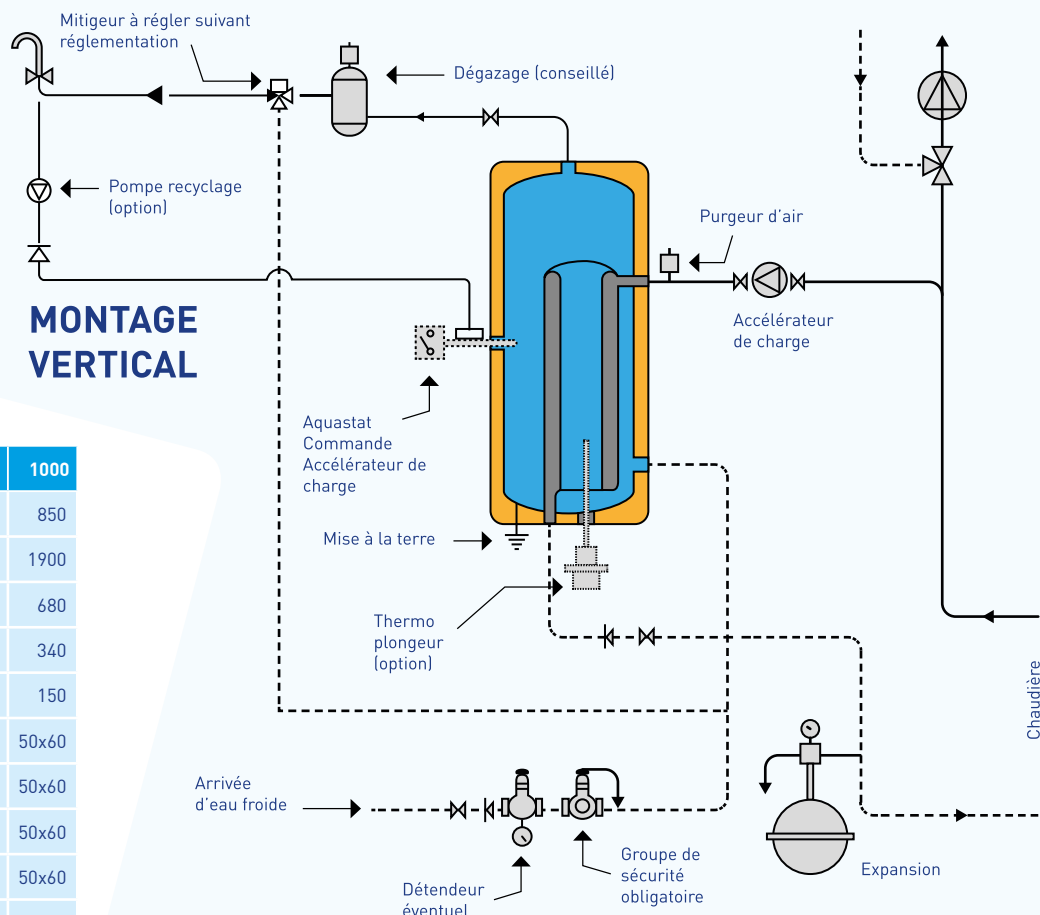 Mitigeur à régler suivant
réglementation
Dégazage (conseillé)
Pompe recyclage
(option)
Purgeur d'air
MONTAGE
VERTICAL
Accélérateur
de charge
Aquastat
Commande
Accélérateur de
charge
1000
850
1900
680
340
150
50x60
50x60
50x60
50x60
Mise à la terre
Thermo
plongeur
(option)
Chaudière
Arrivée
d'eau froide
Groupe de
sécurité
obligatoire
Expansion
Détendeur
éventuel